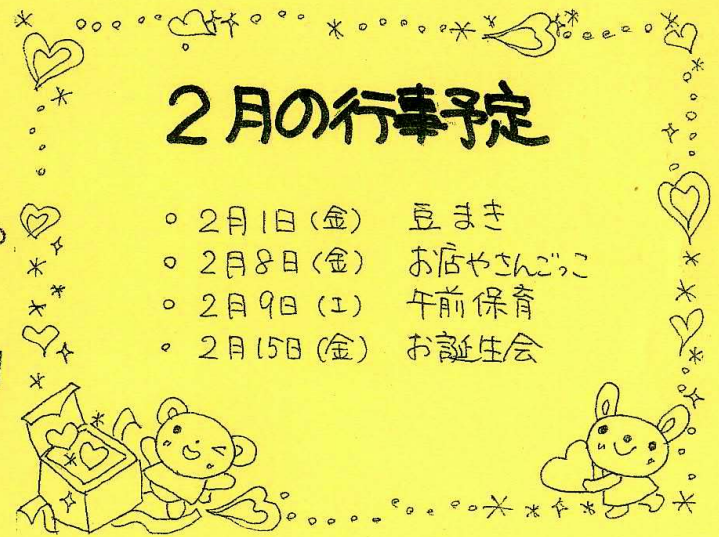 2月の行事予定
○ 2月1日(金) 豆まき
○ 2月8日(金) お店やさんごっこ
○ 2月9日(土) 午前保育
○ 2月15日(金) お誕生会